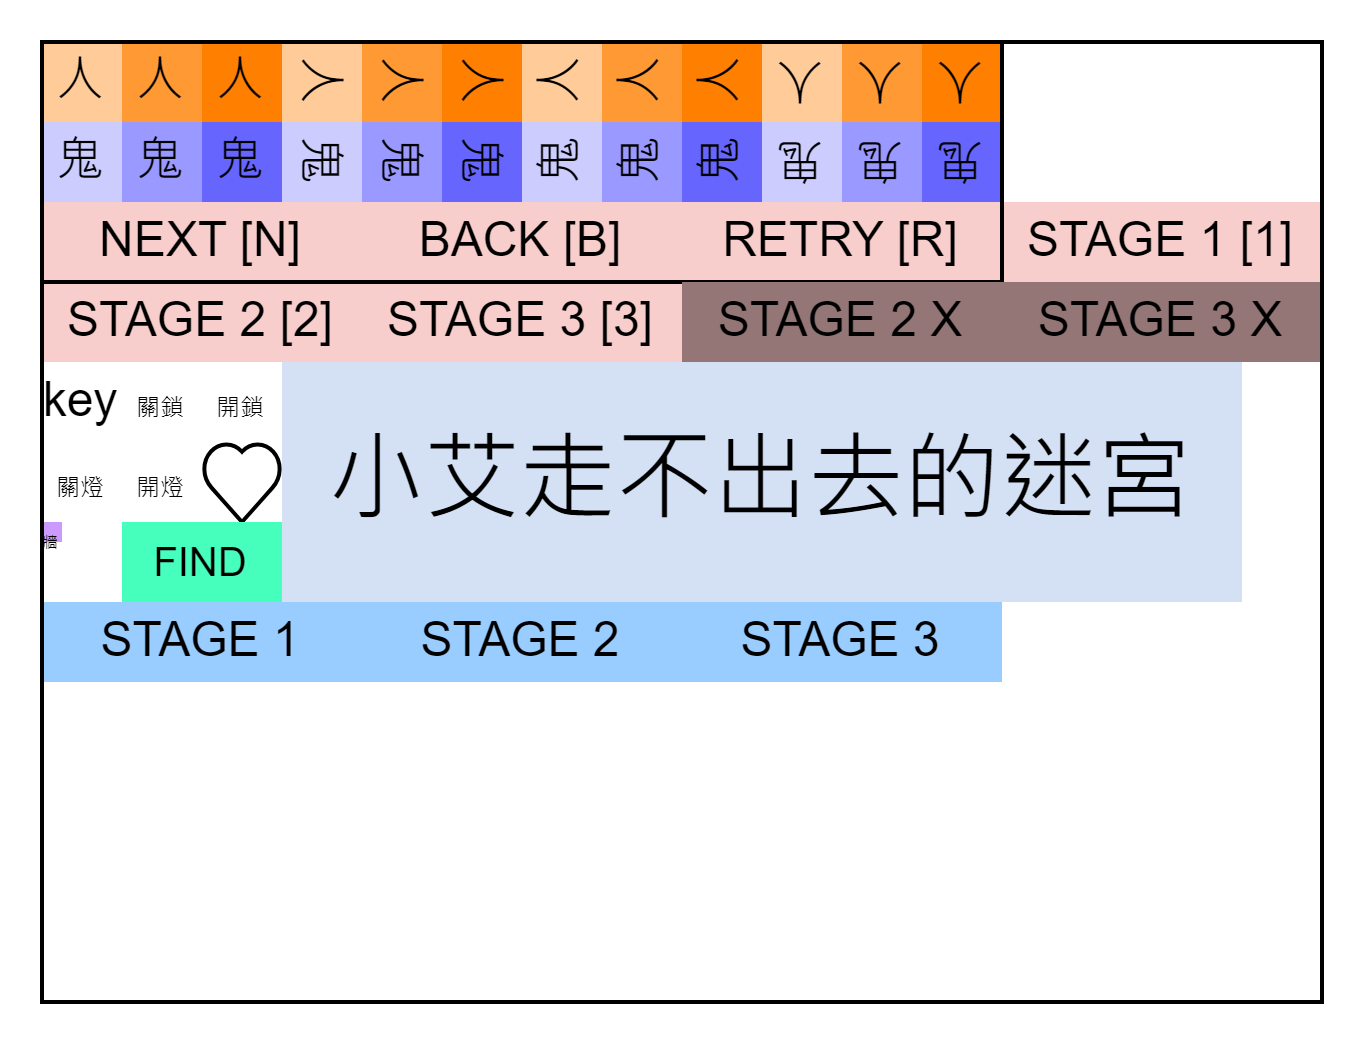 人 人 人 人 人 人 人 人 人 人 人 人
鬼 鬼 鬼 鬼 鬼 鬼 鬼 鬼 鬼 鬼 鬼 鬼
NEXT [N] BACK [B] RETRY [R] STAGE 1 [1]
STAGE 2 [2] STAGE 3 [3] STAGE 2 X STAGE 3 X
key 關鎖 開鎖
關燈 開燈
小艾走不出去的迷宮
牆
FIND
STAGE 1 STAGE 2 STAGE 3